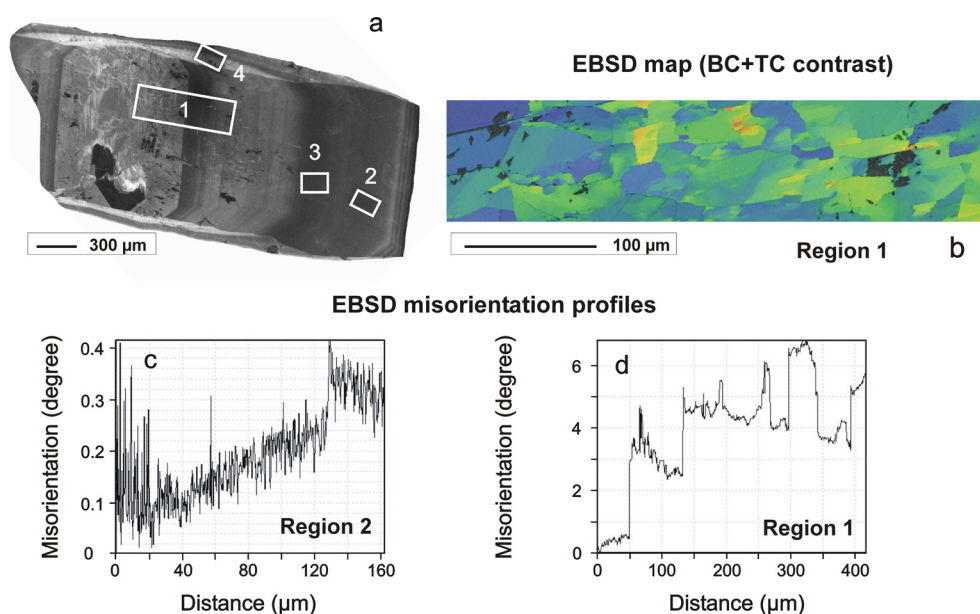 a
1
2
3
4
300 µm
EBSD map (BC+TC contrast)
100 µm
Region 1
b
EBSD misorientation profiles
c
Misorientation (degree)
0.4
0.3
0.2
0.1
0
Region 2
0 40 80 120 160
Distance (µm)
d
Misorientation (degree)
6
4
2
0
Region 1
0 100 200 300 400
Distance (µm)